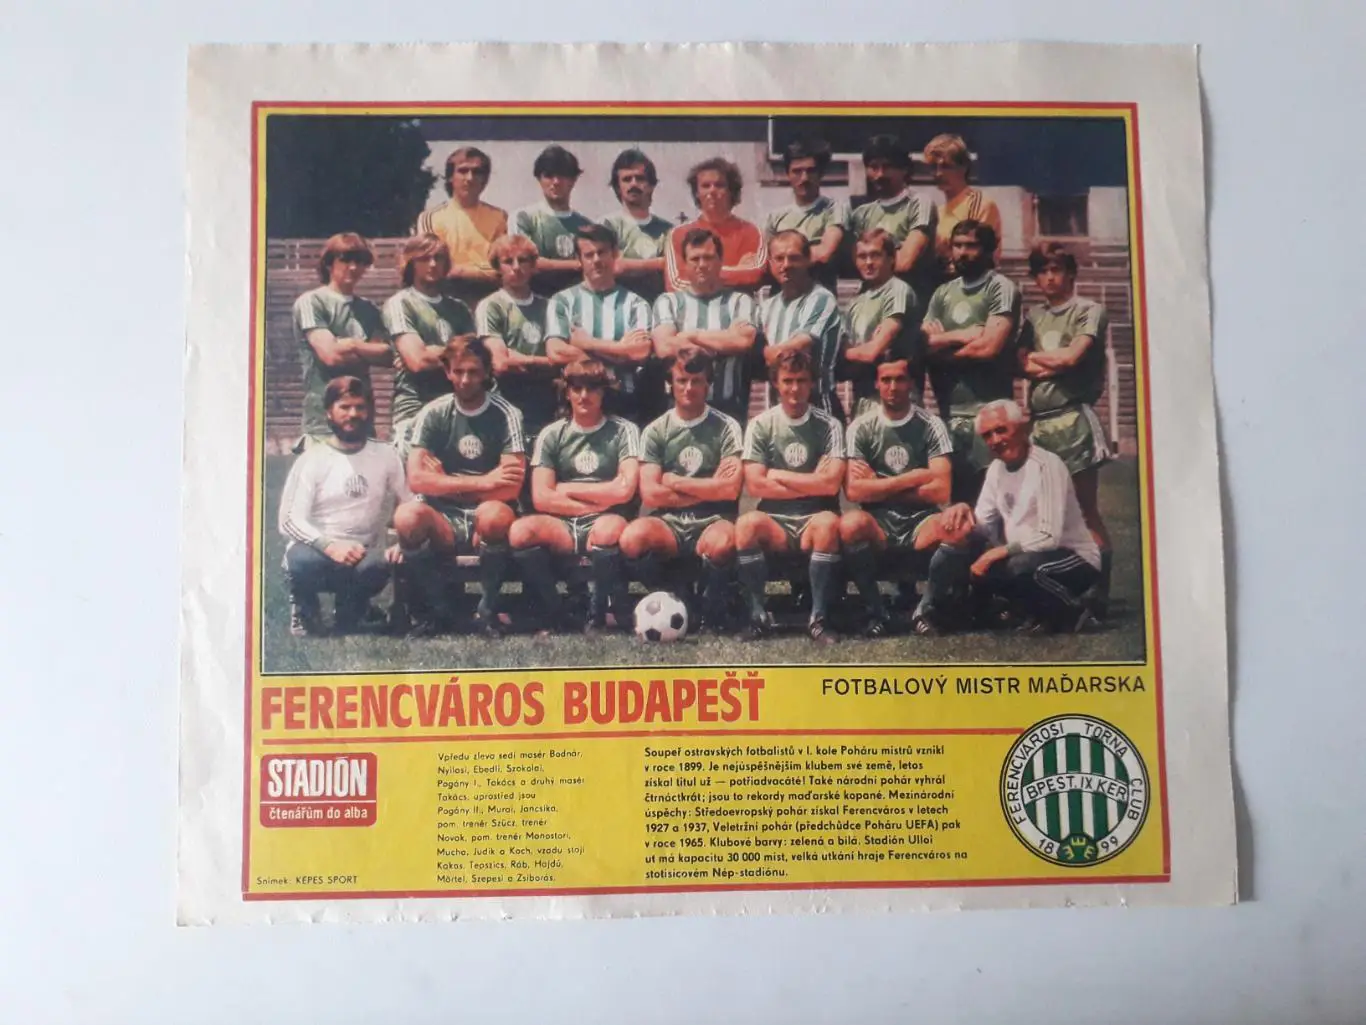 FERENCVÁROS BUDAPEŠŤ
FOTBALOVÝ MISTR MAĎARSKA
STADIÓN
čtenářům do alba
Snímek: KÉPES SPORT
Vpředu zleva sedí masér Bodnár,
Nyilasi, Ebedli, Szokolai,
Pogány I., Takács a druhý masér
Takács, uprostřed jsou
Pogány II., Murai, Jancsika,
pom. trenér Szücz, trenér
Novak, pom. trenér Monostori,
Mucha, Judik a Koch, vzadu stojí
Kakas, Tepszics, Ráb, Hajdú,
Mártel, Szepesi a Zsiborás.
Soupeř ostravských fotbalistů v I. kole Poháru mistrů vznikl
v roce 1899. Je nejúspěšnějším klubem své země, letos
získal titul už — potřiadvacáté! Také národní pohár vyhrál
čtrnáctkrát; jsou to rekordy maďarské kopané. Mezinárodní
úspěchy: Středoevropský pohár získal Ferencváros v letech
1927 a 1937, Veletržní pohár (předchůdce Poháru UEFA) pak
v roce 1965. Klubové barvy: zelená a bílá. Stadión Ulloi
ut má kapacitu 30 000 míst, velká utkání hraje Ferencváros na
stotisícovém Nép-stadiónu.
FERENCVÁROSI TORNA CLUB
BPEST. IX KER
18 99